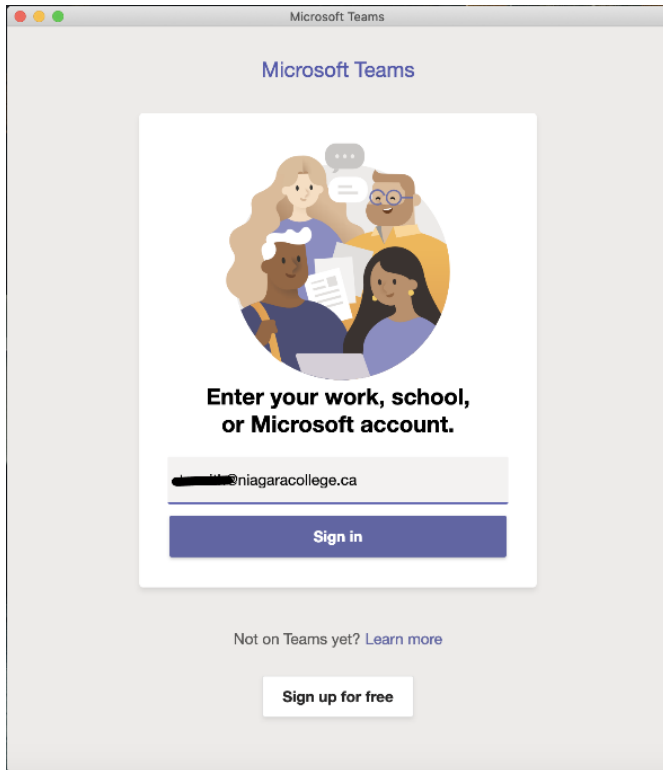 Microsoft Teams
Microsoft Teams
Enter your work, school,
or Microsoft account.
@niagaracollege.ca
Sign in
Not on Teams yet? Learn more
Sign up for free